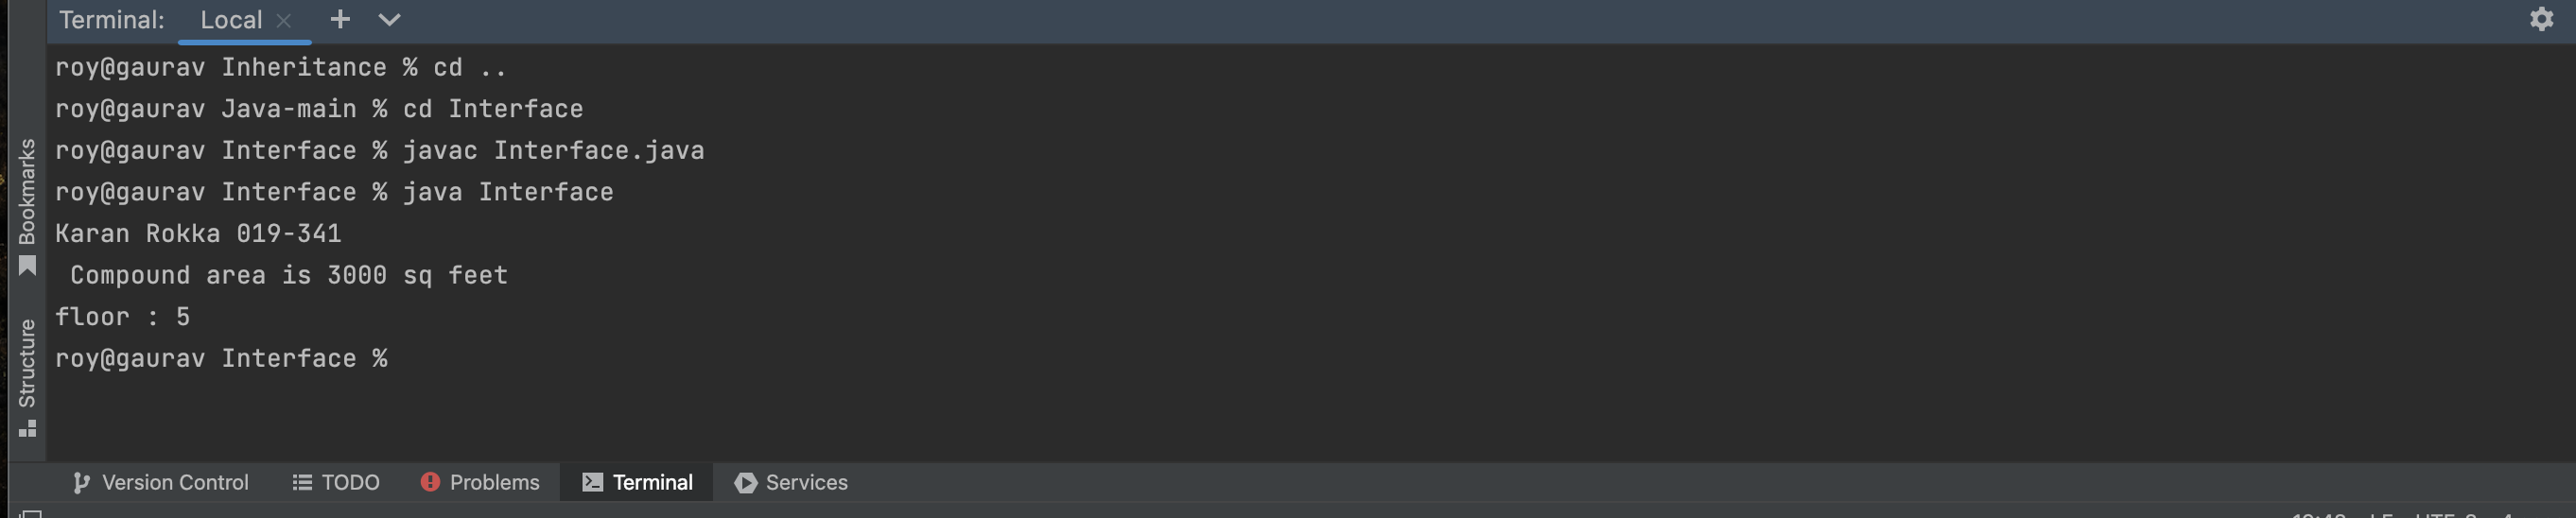 Terminal: Local
roy@gaurav Inheritance % cd ..
roy@gaurav Java-main % cd Interface
roy@gaurav Interface % javac Interface.java
roy@gaurav Interface % java Interface
Karan Rokka 019-341
Compound area is 3000 sq feet
floor : 5
roy@gaurav Interface %
Bookmarks
Structure
Version Control TODO Problems Terminal Services